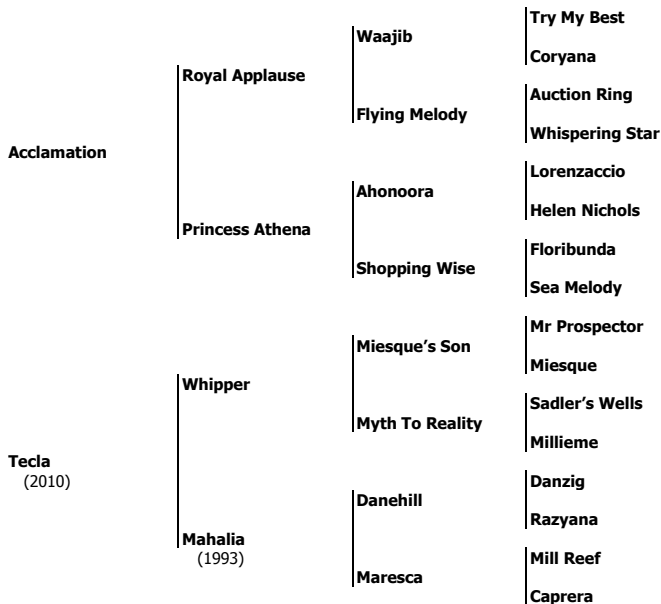 Try My Best
Waajib
Coryana
Royal Applause
Auction Ring
Flying Melody
Whispering Star
Acclamation
Lorenzaccio
Ahonoora
Helen Nichols
Princess Athena
Floribunda
Shopping Wise
Sea Melody
Mr Prospector
Miesque's Son
Miesque
Whipper
Sadler's Wells
Myth To Reality
Millieme
Tecla
(2010)
Danzig
Danehill
Razyana
Mahalia
(1993)
Mill Reef
Maresca
Caprera